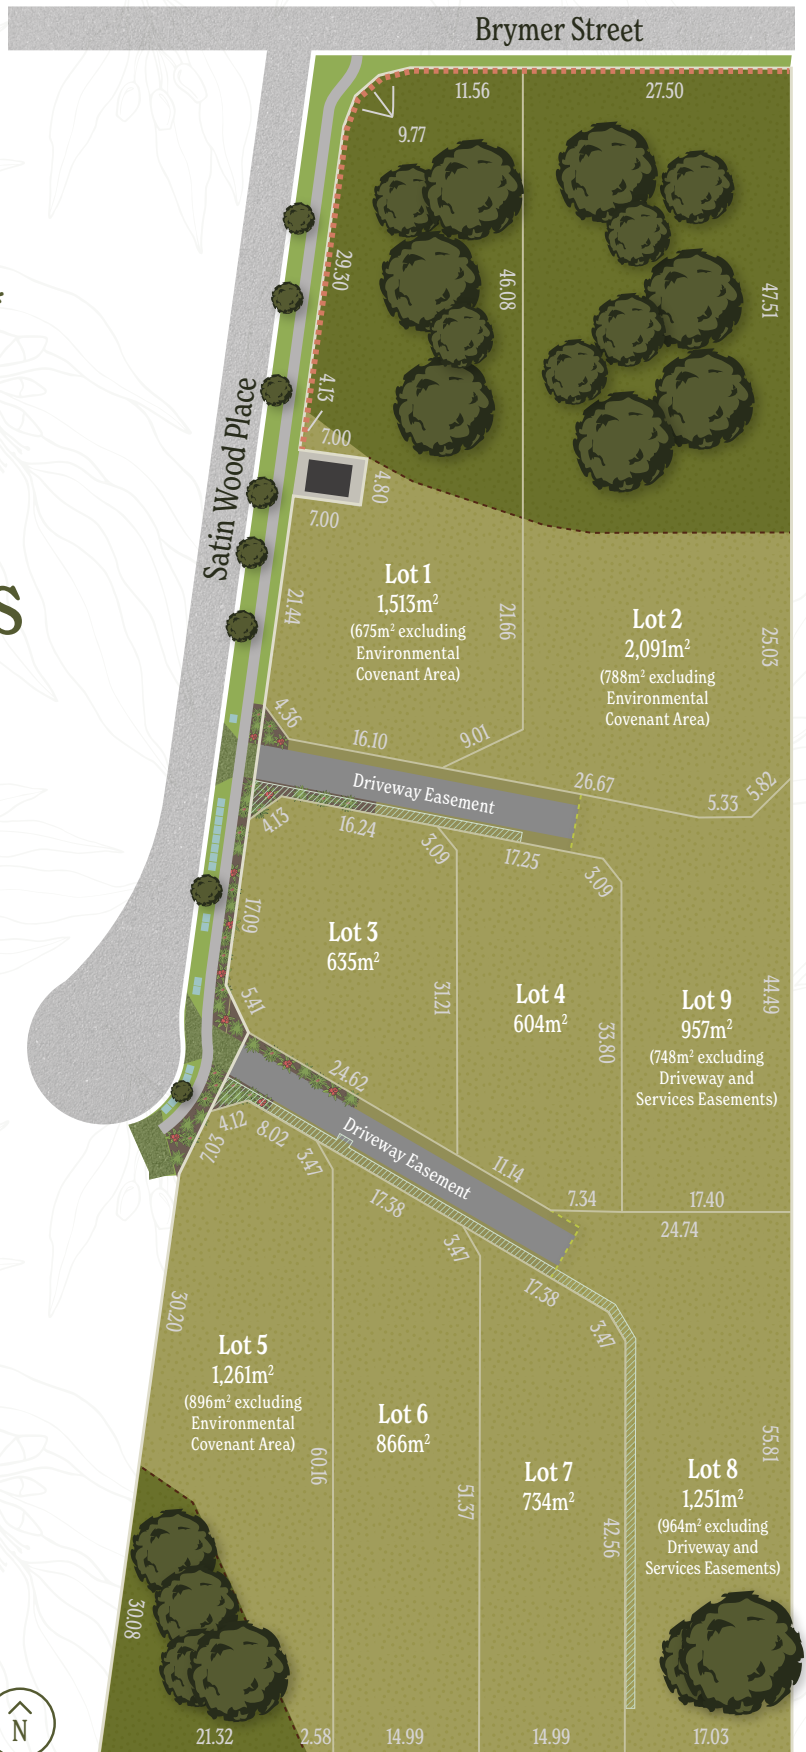 Brymer Street
11.56
27.50
9.77
29.30
46.08
47.51
4.13
7.00
4.80
7.00
Satin Wood Place
s
Lot 1
1,513m²
(675m² excluding
Environmental
Covenant Area)
21.44
21.66
Lot 2
2,091m²
(788m² excluding
Environmental
Covenant Area)
25.03
4.36
16.10
9.01
Driveway Easement
26.67
5.33
5.82
4.13
16.24
3.09
17.25
3.09
17.09
Lot 3
635m²
5.41
31.21
Lot 4
604m²
33.80
Lot 9
957m²
(748m² excluding
Driveway and
Services Easements)
44.49
24.62
Driveway Easement
11.14
7.34
17.40
24.74
7.03
4.12
8.02
3.47
17.38
3.47
17.38
3.47
30.20
Lot 5
1,261m²
(896m² excluding
Environmental
Covenant Area)
60.16
Lot 6
866m²
51.37
Lot 7
734m²
42.56
Lot 8
1,251m²
(964m² excluding
Driveway and
Services Easements)
55.81
30.08
N
21.32
2.58
14.99
14.99
17.03